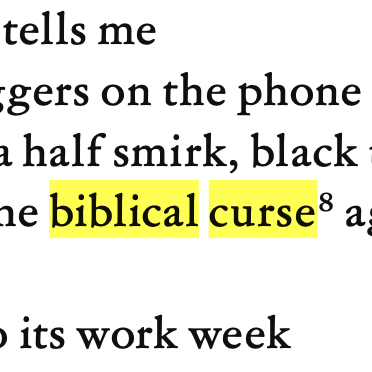 tells me
ggers on the phone
a half smirk, black
he biblical curse⁸ ag
o its work week